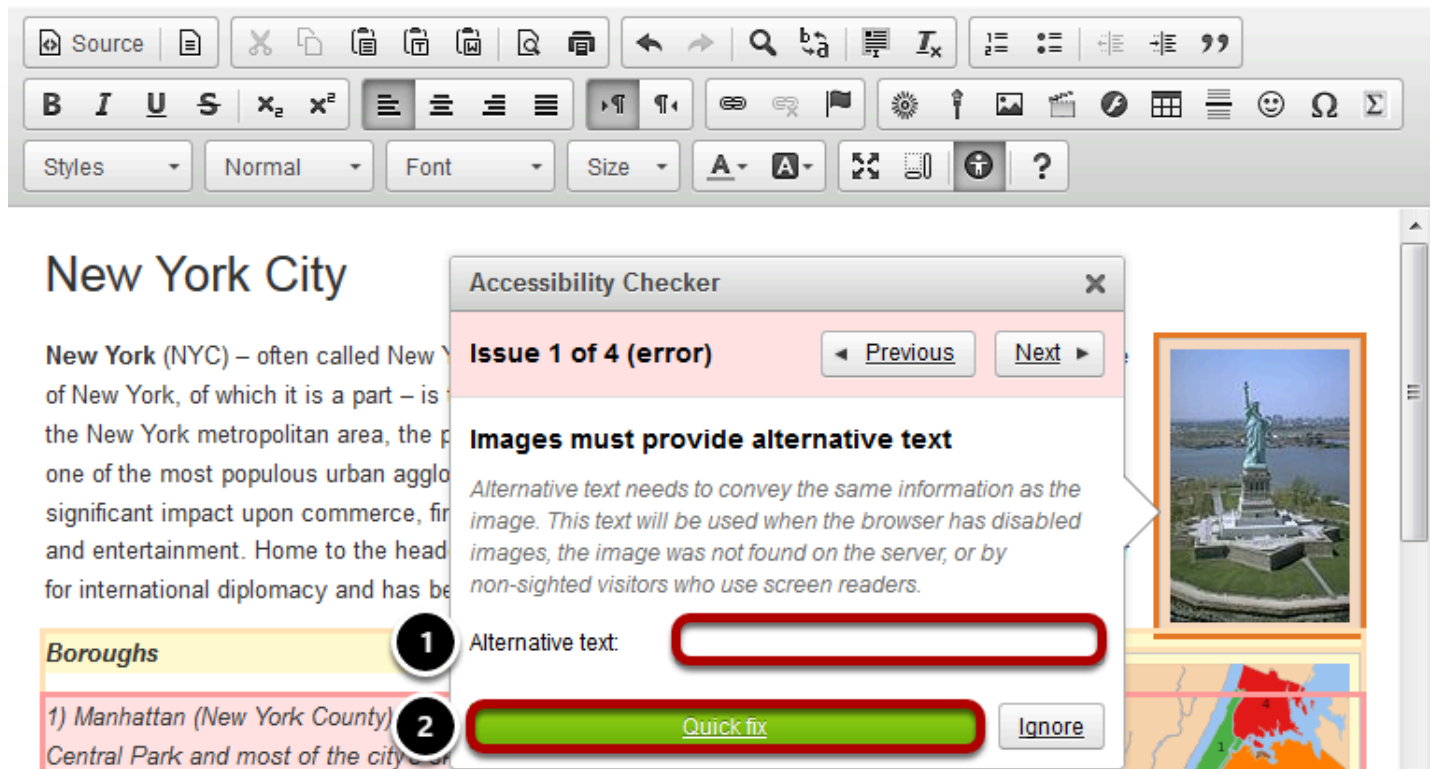 Source
B I U S x₂ x²
Styles Normal Font Size A A ?
New York City
Accessibility Checker
New York (NYC) – often called New
Issue 1 of 4 (error) Previous Next
of New York, of which it is a part – is
the New York metropolitan area, the
Images must provide alternative text
one of the most populous urban
Alternative text needs to convey the same information as the
significant impact upon commerce,
image. This text will be used when the browser has disabled
and entertainment. Home to the
images, the image was not found on the server, or by
for international diplomacy and has
non-sighted visitors who use screen readers.
Boroughs
1 Alternative text:
1) Manhattan (New York County)
2 Quick fix Ignore
Central Park and most of the city's
4
1